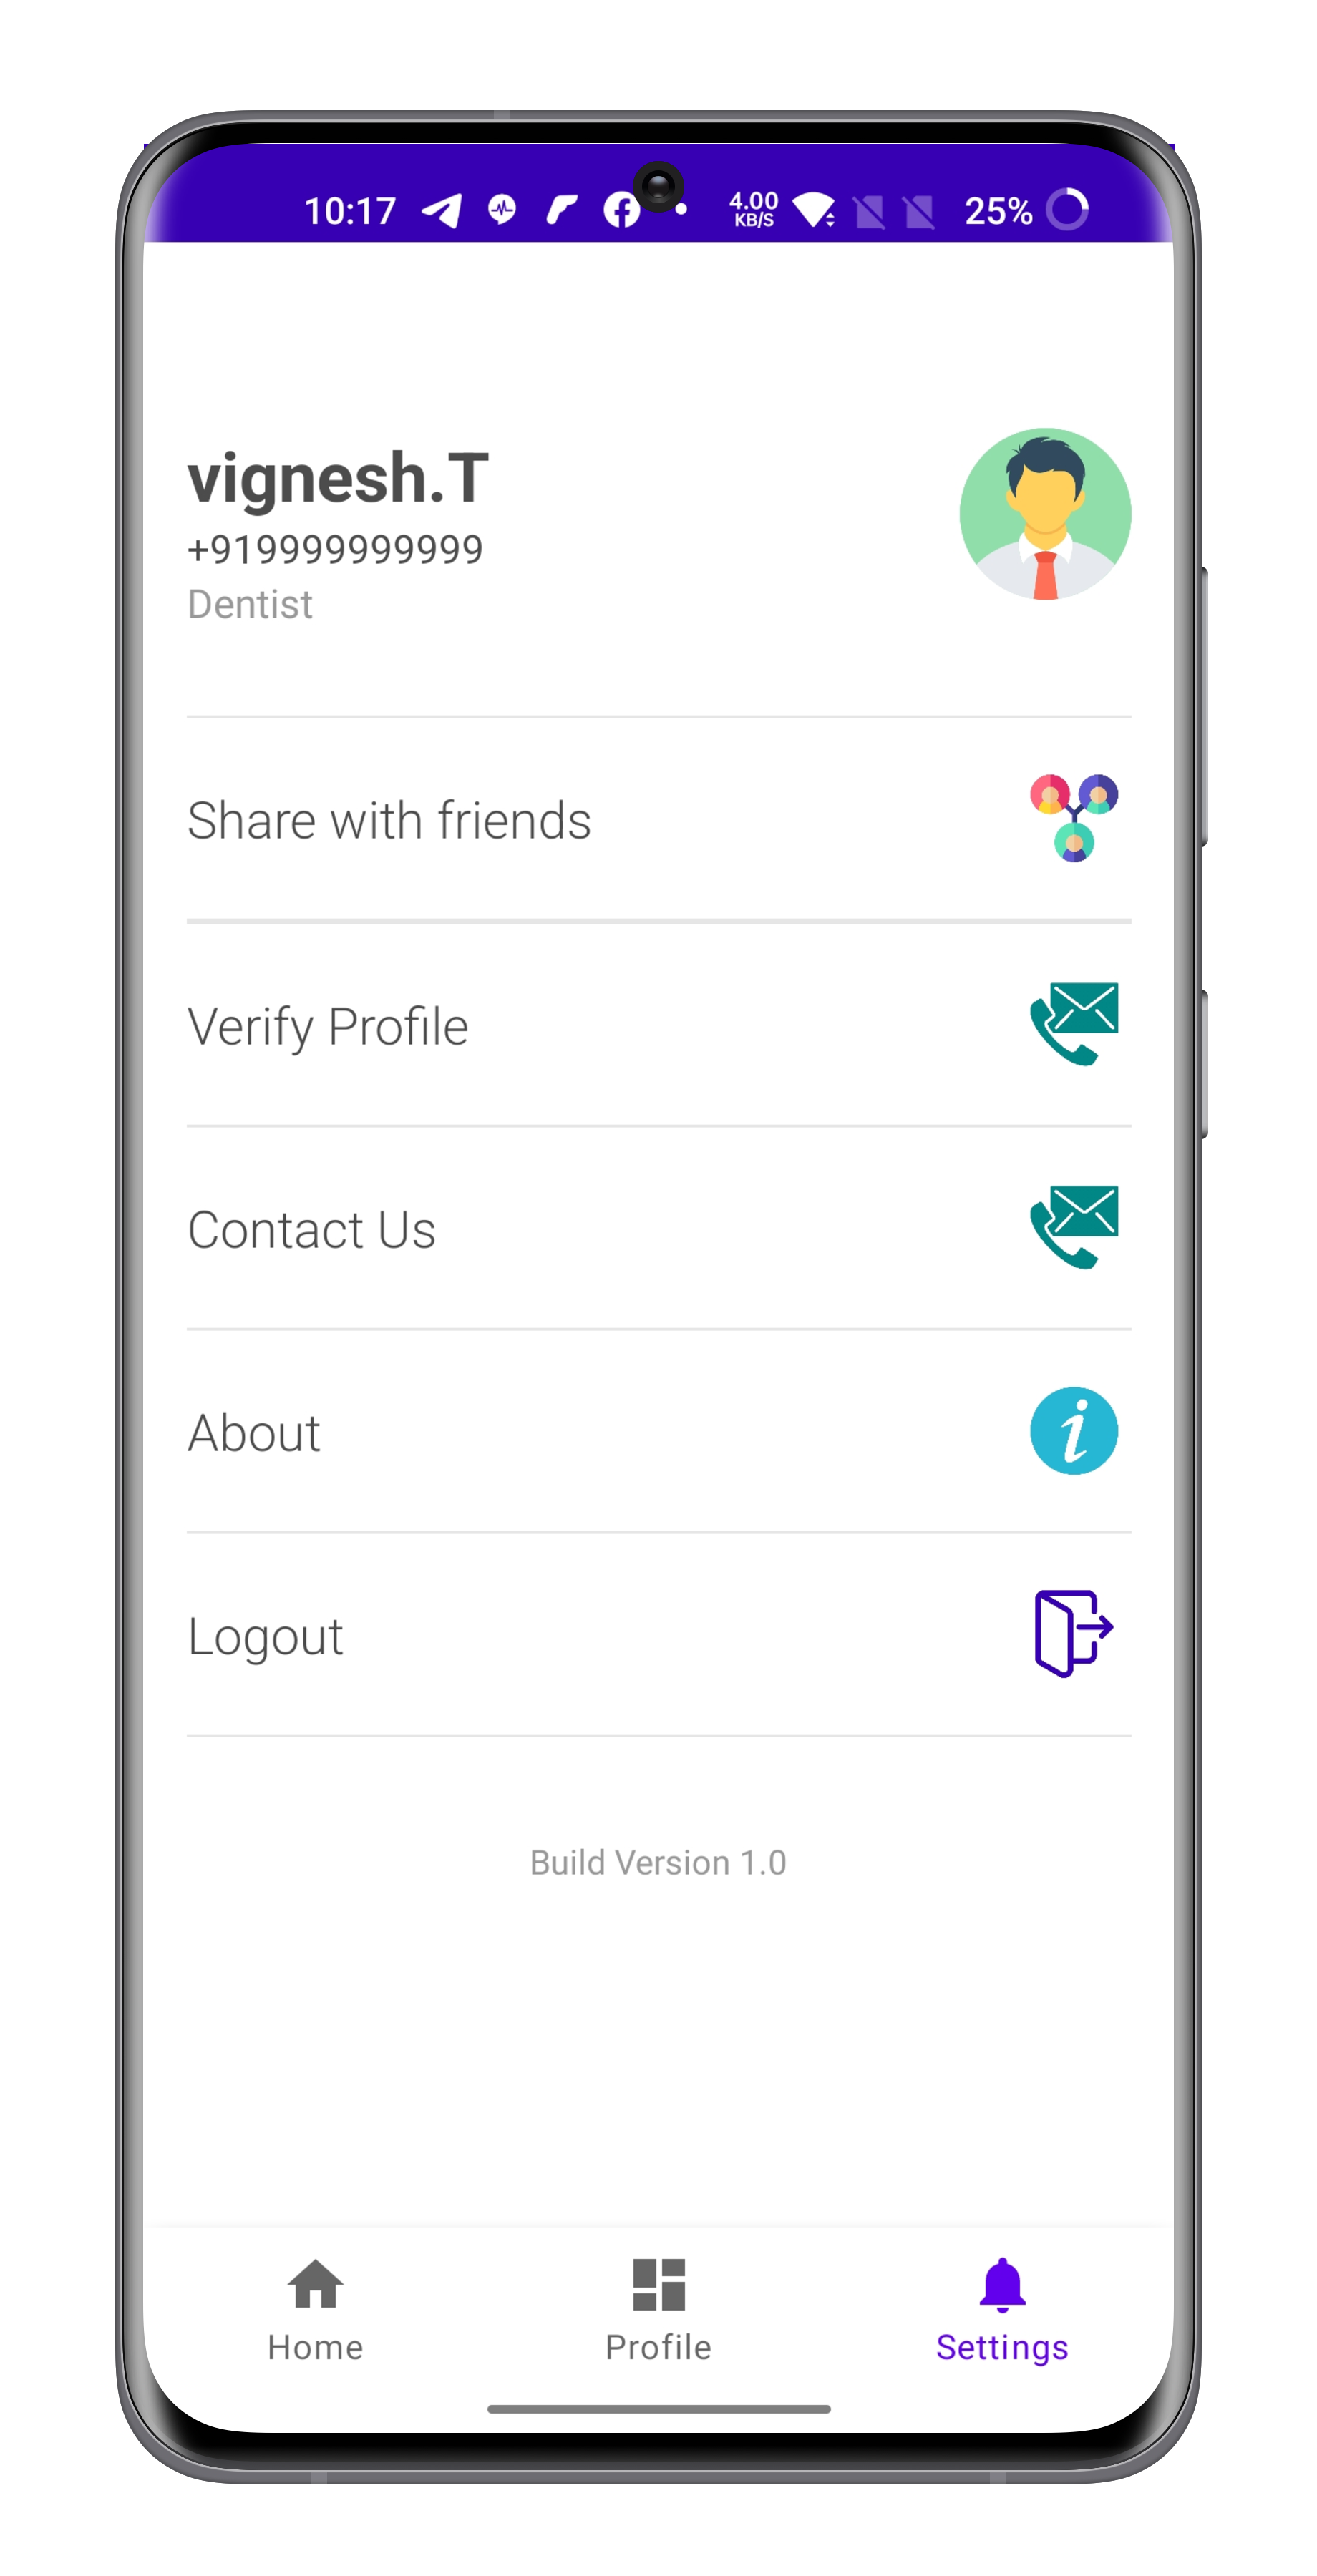 10:17 4.00 KB/S 25%
vignesh.T
+919999999999
Dentist
Share with friends
Verify Profile
Contact Us
About
Logout
Build Version 1.0
Home Profile Settings